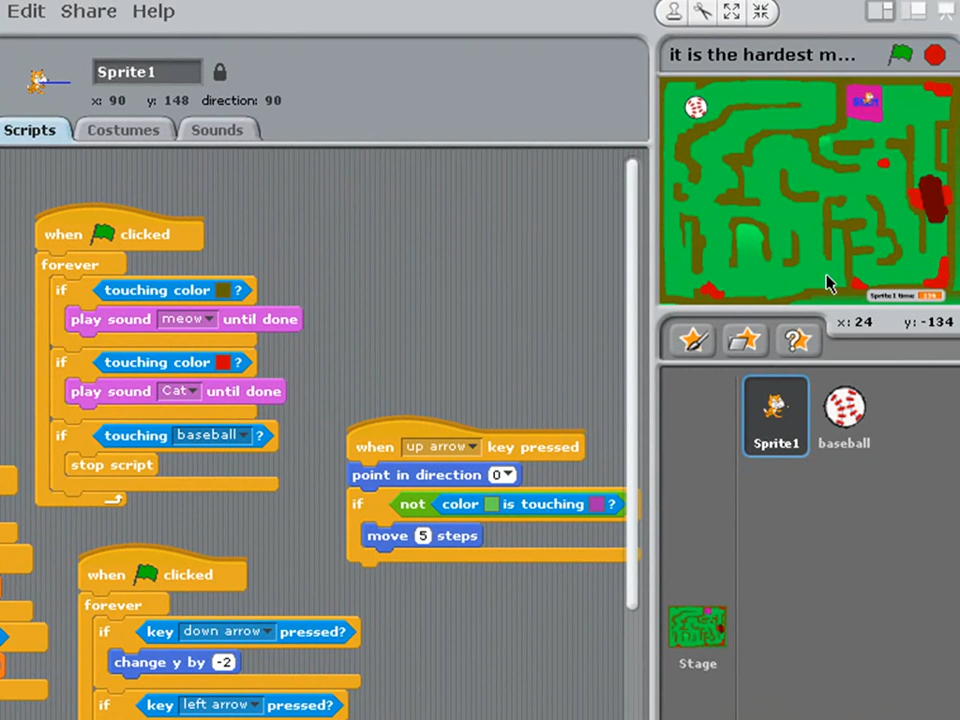 Edit Share Help
Sprite1
x: 90 y: 148 direction: 90
Scripts Costumes Sounds
when clicked
forever
if touching color ?
play sound meow until done
if touching color ?
play sound Cat until done
if touching baseball ?
stop script
when up arrow key pressed
point in direction 0
if not color is touching ?
move 5 steps
when clicked
forever
if key down arrow pressed?
change y by -2
if key left arrow pressed?
it is the hardest m...
Sprite1 time
x: 24 y: -134
Sprite1
baseball
Stage